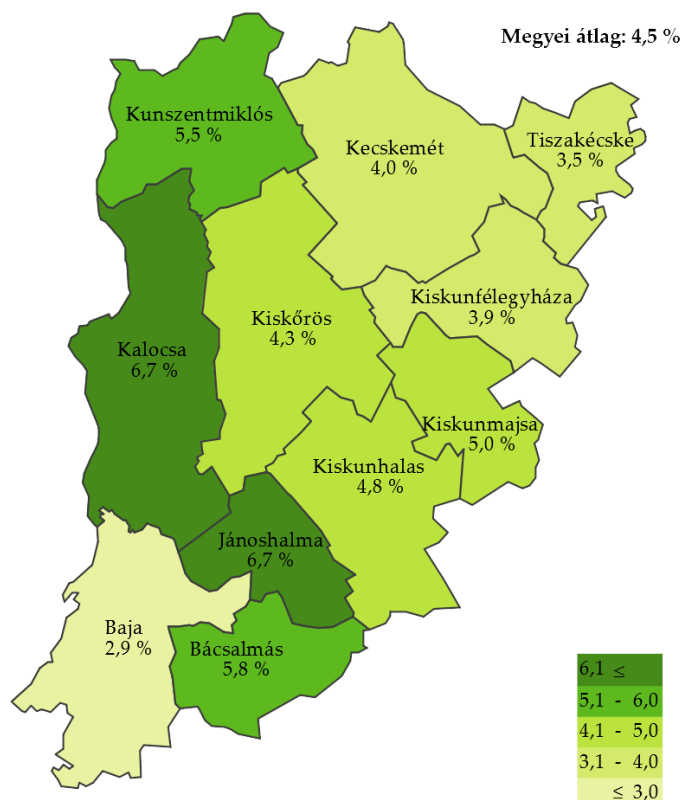 Megyei átlag: 4,5 %
Kunszentmiklós
5,5 %
Kecskemét
4,0 %
Tiszakécske
3,5 %
Kiskunfélegyháza
3,9 %
Kiskőrös
4,3 %
Kalocsa
6,7 %
Kiskunmajsa
5,0 %
Kiskunhalas
4,8 %
Jánoshalma
6,7 %
Baja
2,9 %
Bácsalmás
5,8 %
6,1 ≤
5,1 - 6,0
4,1 - 5,0
3,1 - 4,0
≤ 3,0